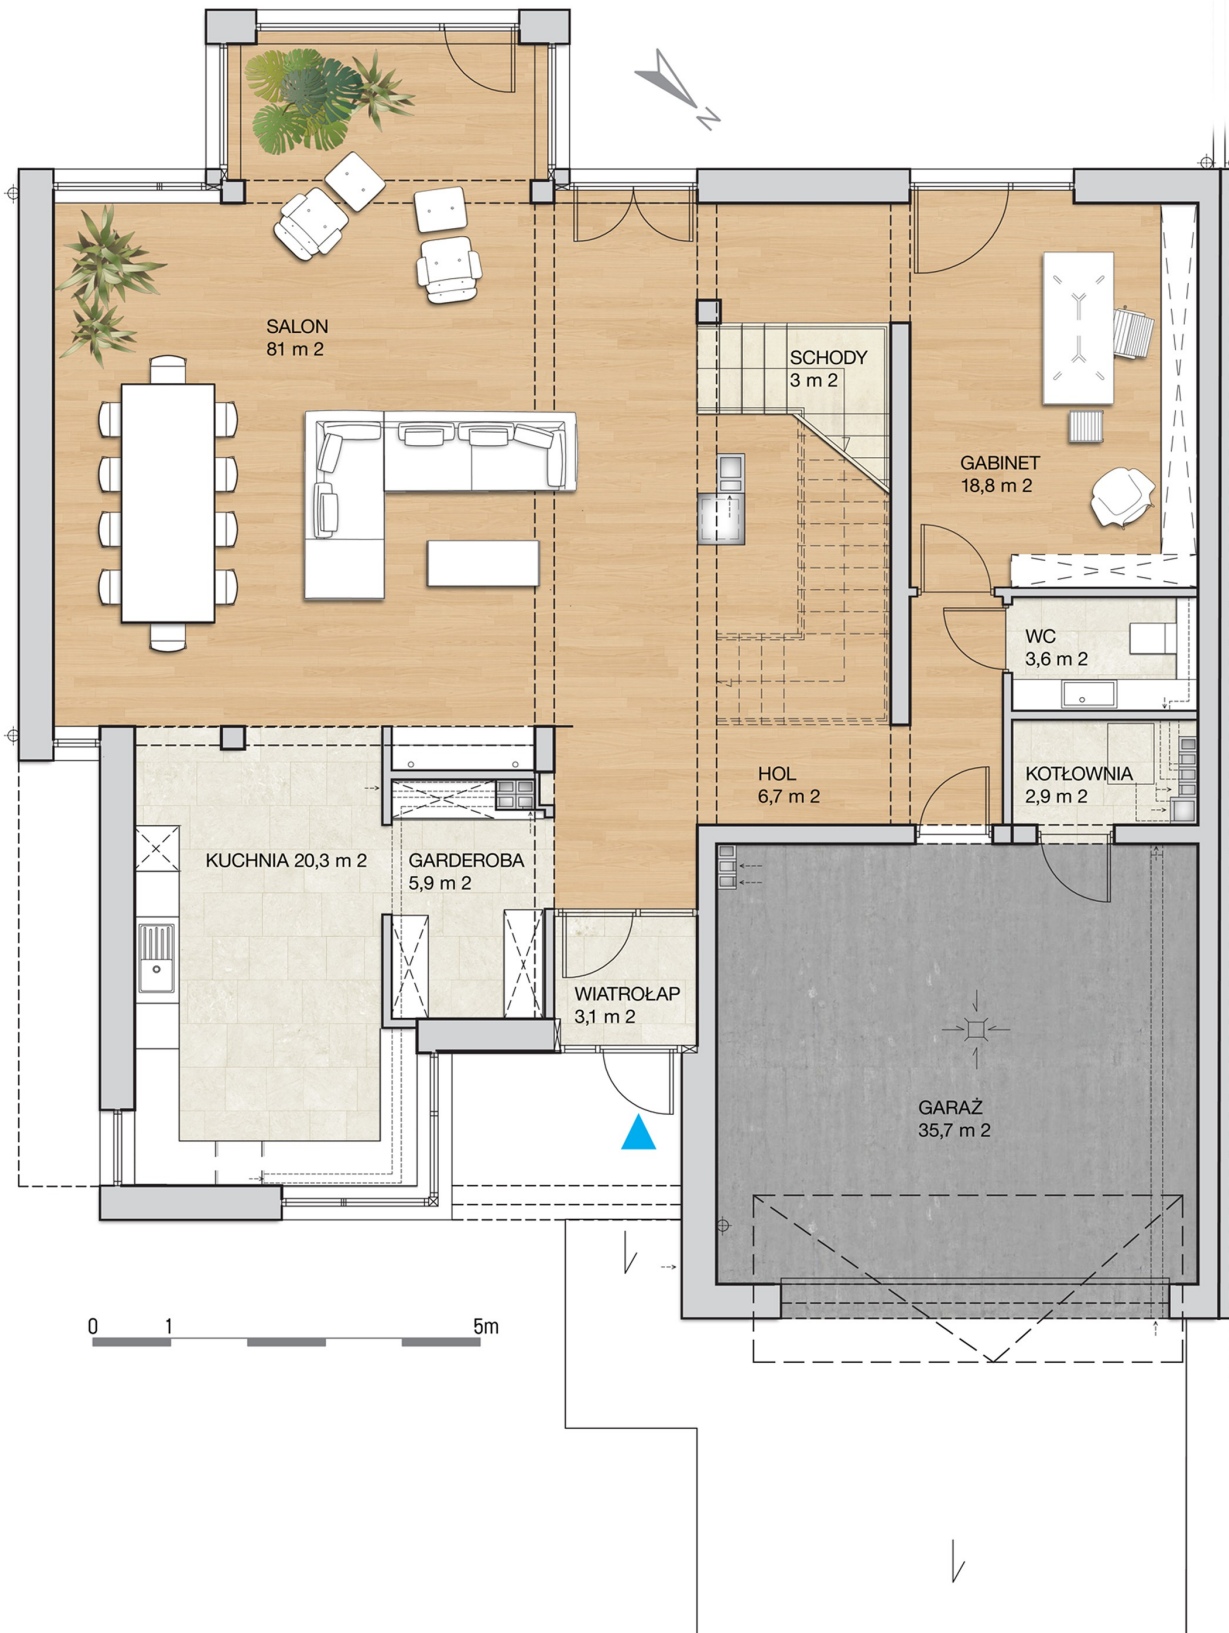 N
SALON
81 m 2
SCHODY
3 m 2
GABINET
18,8 m 2
WC
3,6 m 2
HOL
6,7 m 2
KOTŁOWNIA
2,9 m 2
KUCHNIA 20,3 m 2
GARDEROBA
5,9 m 2
WIATROŁAP
3,1 m 2
GARAŻ
35,7 m 2
0 1 5m